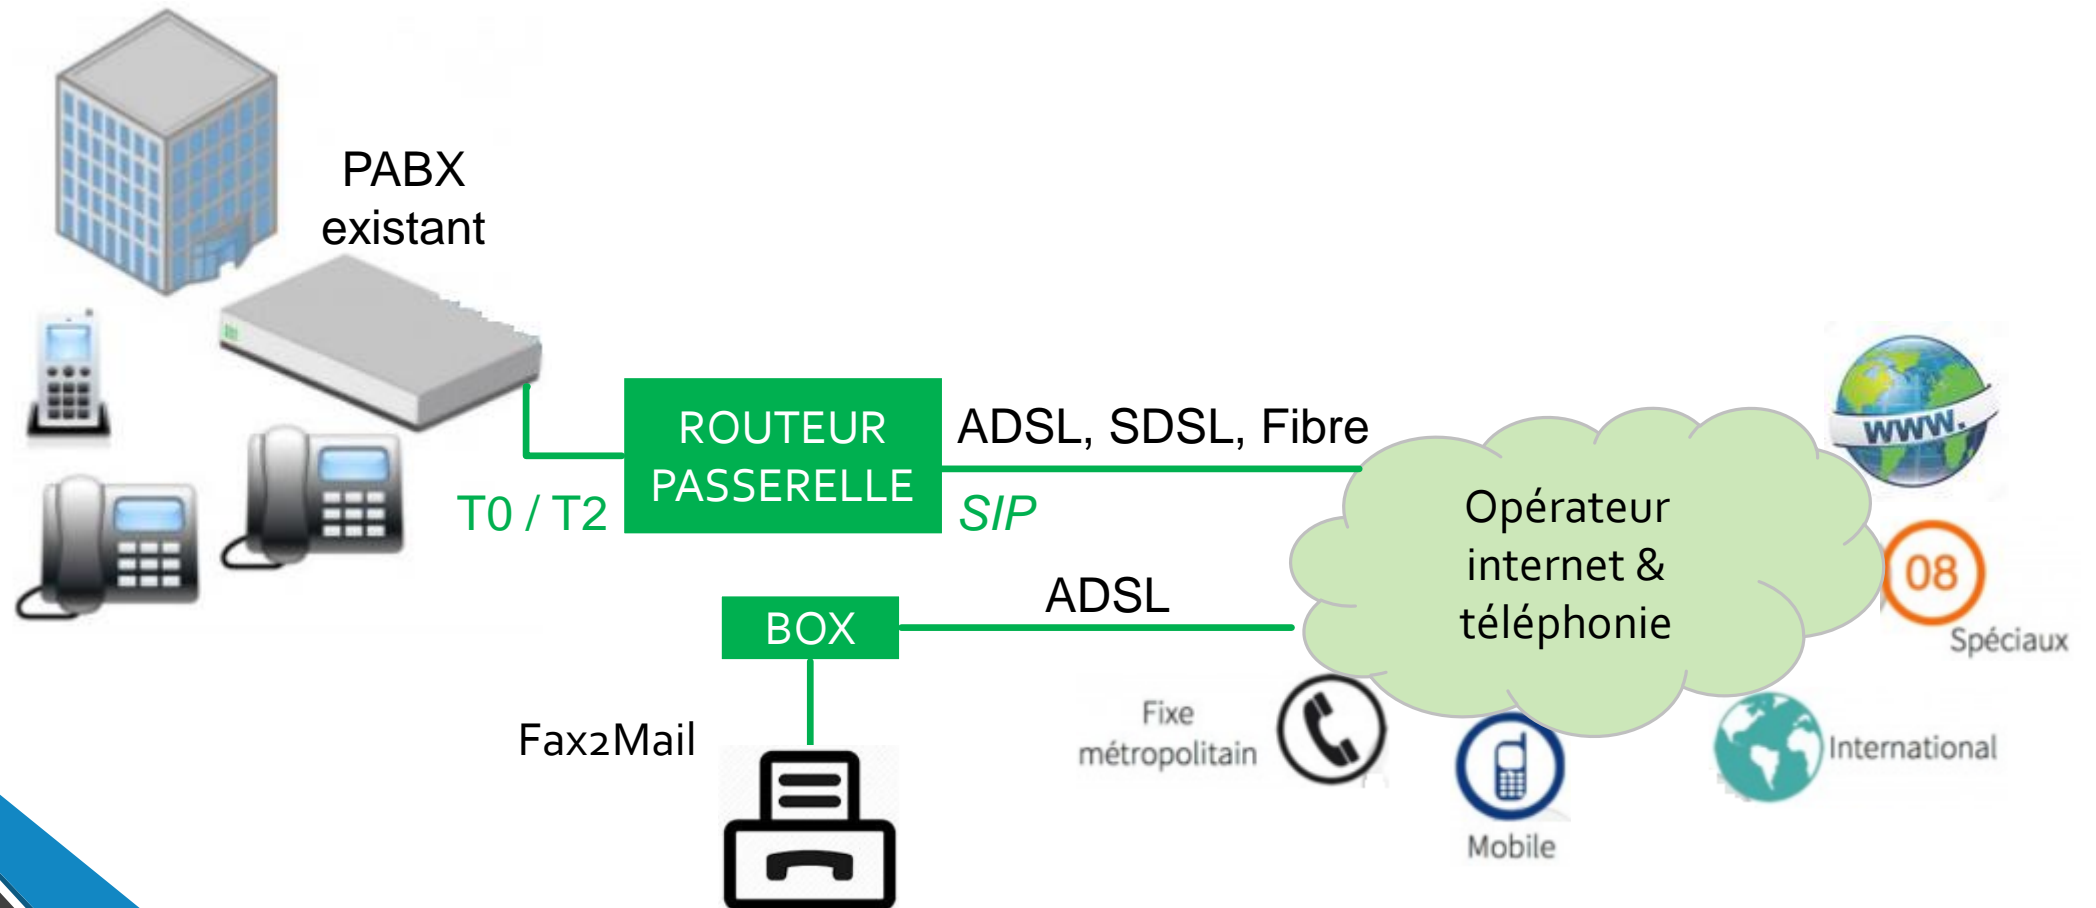 PABX
existant
ROUTEUR
PASSERELLE
T0 / T2
ADSL, SDSL, Fibre
SIP
WWW.
Opérateur
internet &
téléphonie
08
Spéciaux
ADSL
BOX
Fax2Mail
Fixe
métropolitain
Mobile
International